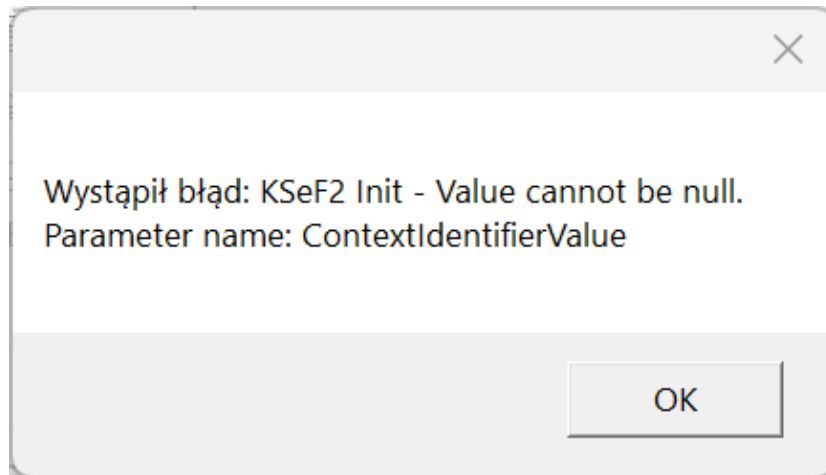 Wystąpił błąd: KSeF2 Init - Value cannot be null.
Parameter name: ContextIdentifierValue
OK